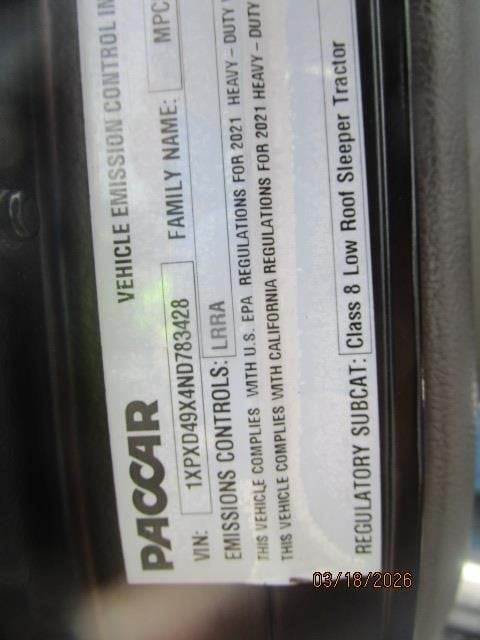 VEHICLE EMISSION CONTROL IN
PACCAR
VIN: 1XPXD49X4ND783428 FAMILY NAME: MPC
EMISSIONS CONTROLS: LRRA
THIS VEHICLE COMPLIES WITH U.S. EPA REGULATIONS FOR 2021 HEAVY - DUTY
THIS VEHICLE COMPLIES WITH CALIFORNIA REGULATIONS FOR 2021 HEAVY - DUTY
REGULATORY SUBCAT: Class 8 Low Roof Sleeper Tractor
03/18/2026